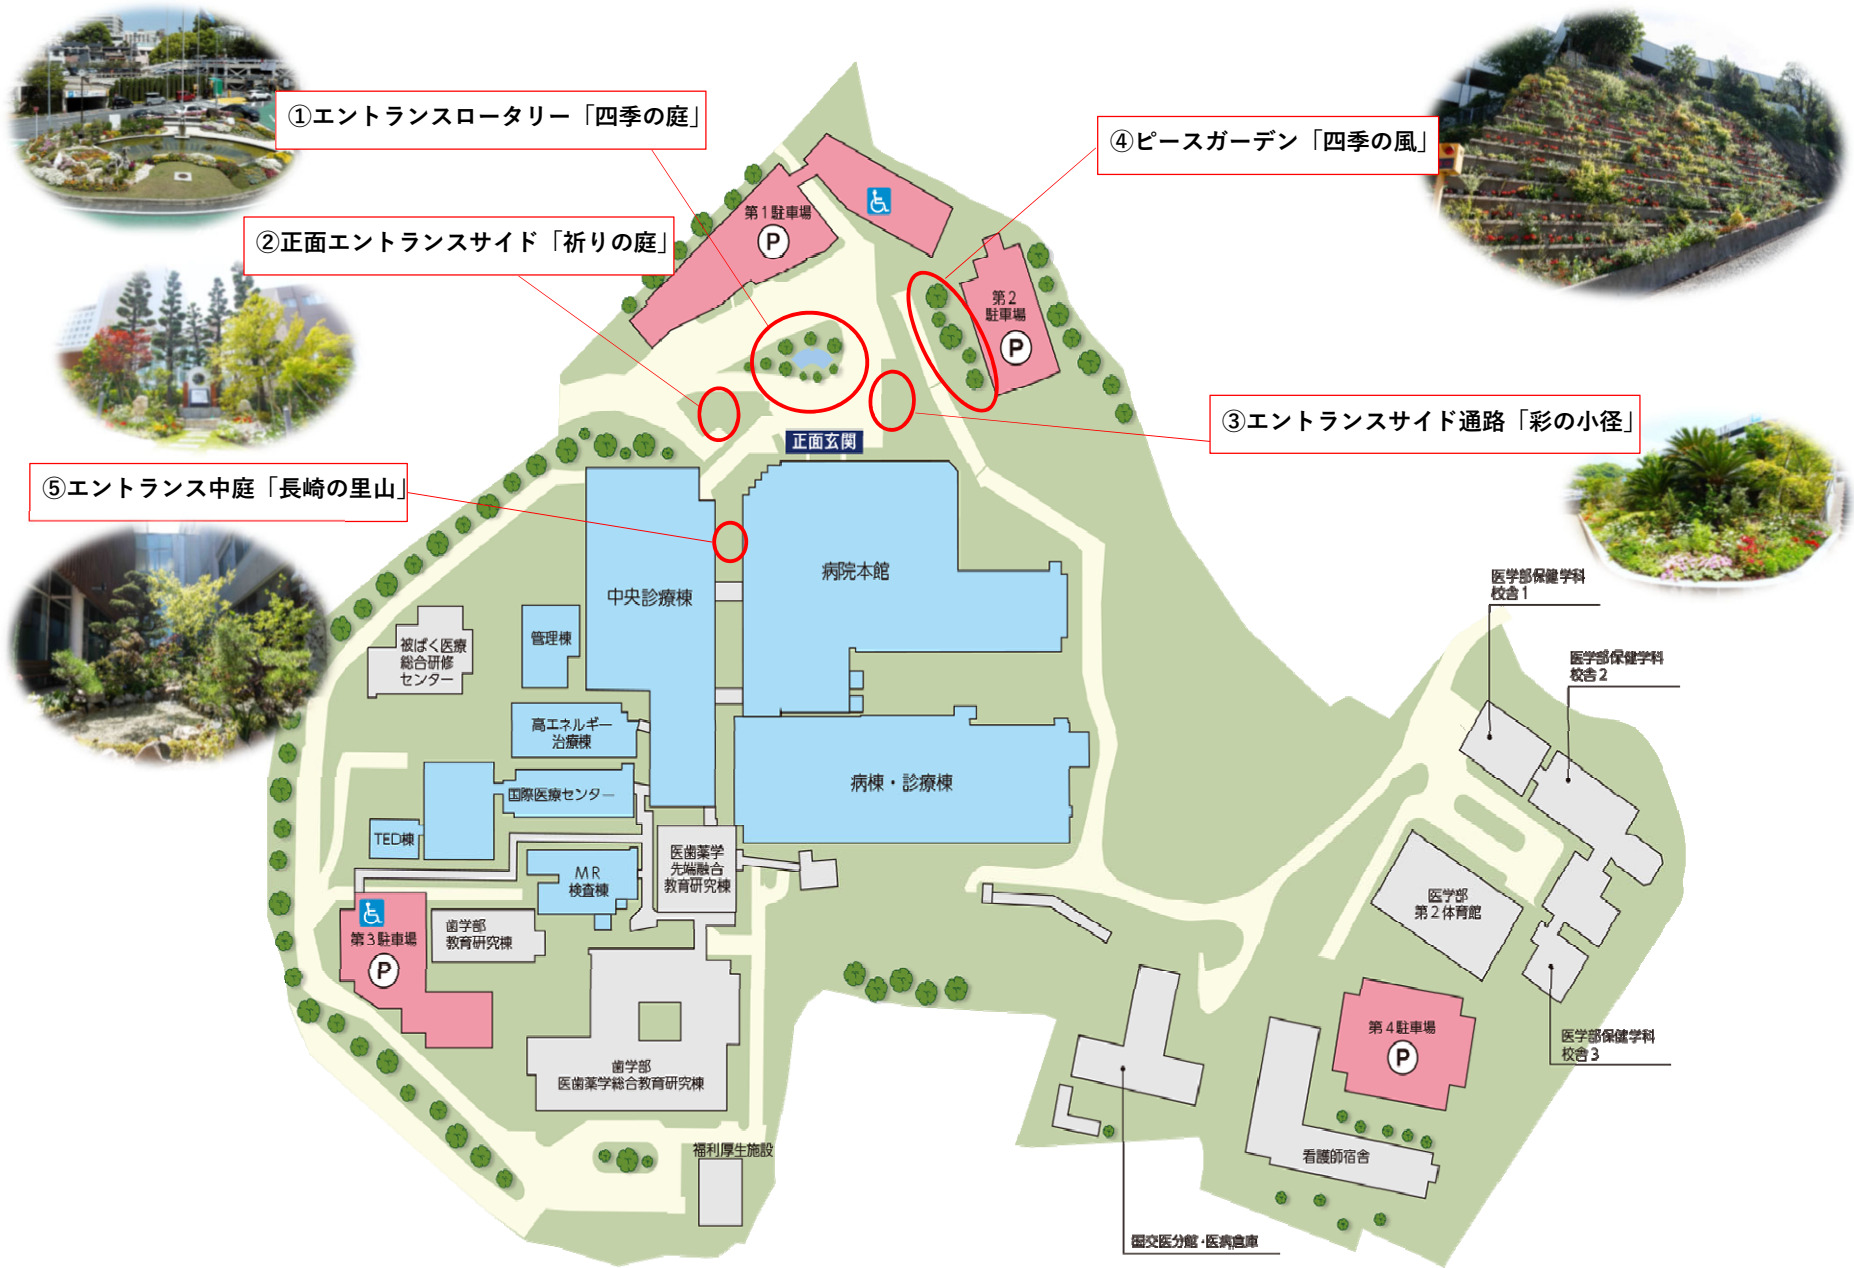 ①エントランスロータリー「四季の庭」
④ピースガーデン「四季の風」
②正面エントランスサイド「祈りの庭」
第1駐車場
P
第2
駐車場
P
③エントランスサイド通路「彩の小径」
正面玄関
⑤エントランス中庭「長崎の里山」
病院本館
中央診療棟
管理棟
被ばく医療
総合研修
センター
高エネルギー
治療棟
国際医療センター
病棟・診療棟
TED棟
MR
検査棟
医歯薬学
先端融合
教育研究棟
第3駐車場
P
歯学部
教育研究棟
歯学部
医歯薬学総合教育研究棟
福利厚生施設
医学部保健学科
校舎1
医学部保健学科
校舎2
医学部
第2体育館
医学部保健学科
校舎3
第4駐車場
P
看護師宿舎
国交医分館・医病倉庫